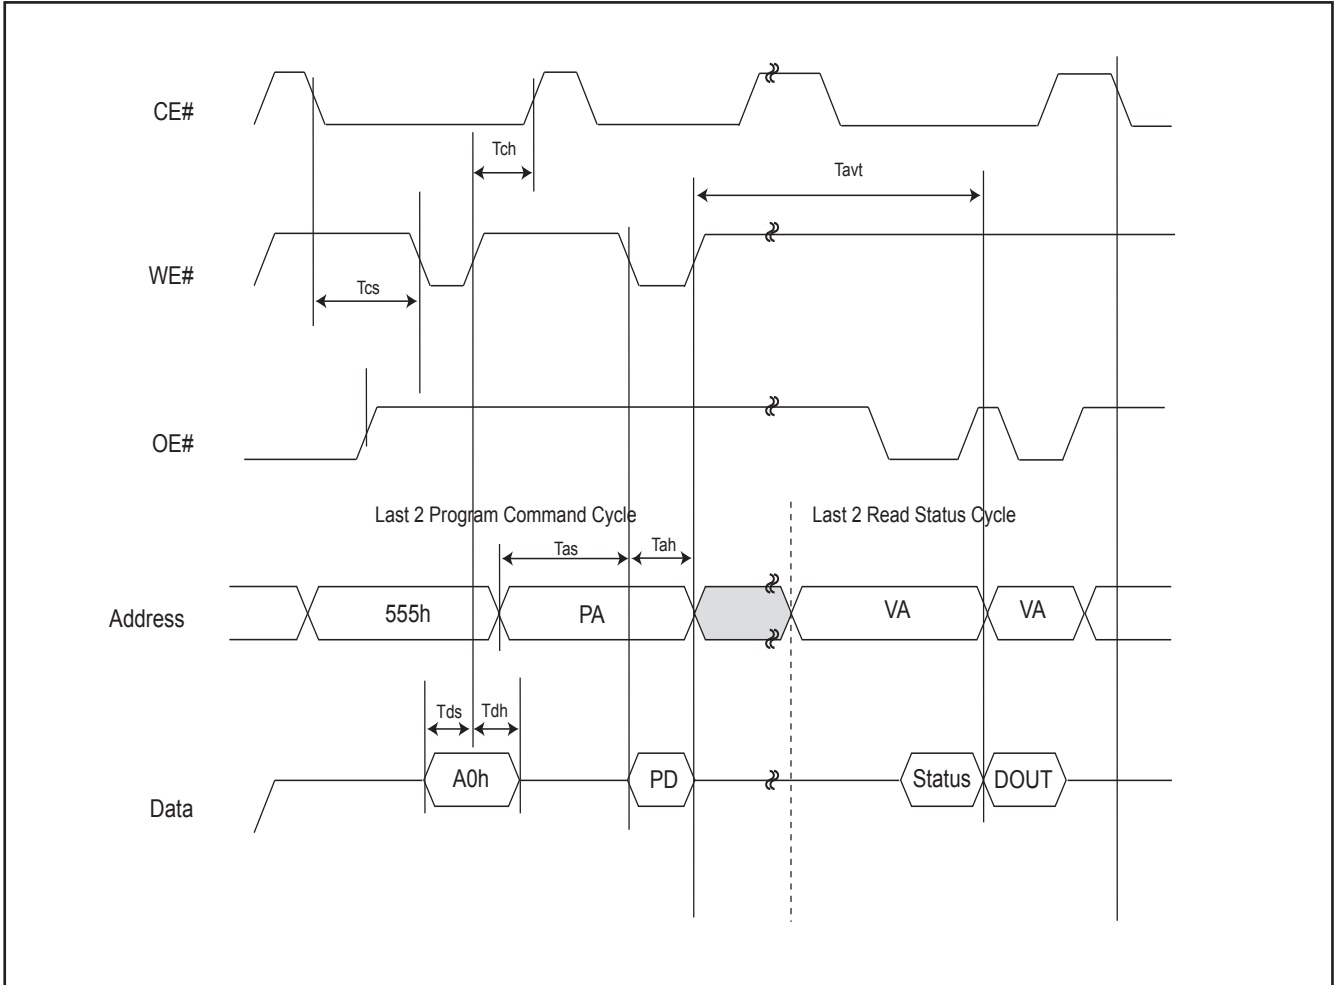 CE#
Tch
Tavt
WE#
Tcs
OE#
Last 2 Program Command Cycle
Last 2 Read Status Cycle
Tas
Tah
Address
555h
PA
VA
VA
Tds
Tdh
Data
A0h
PD
Status
DOUT